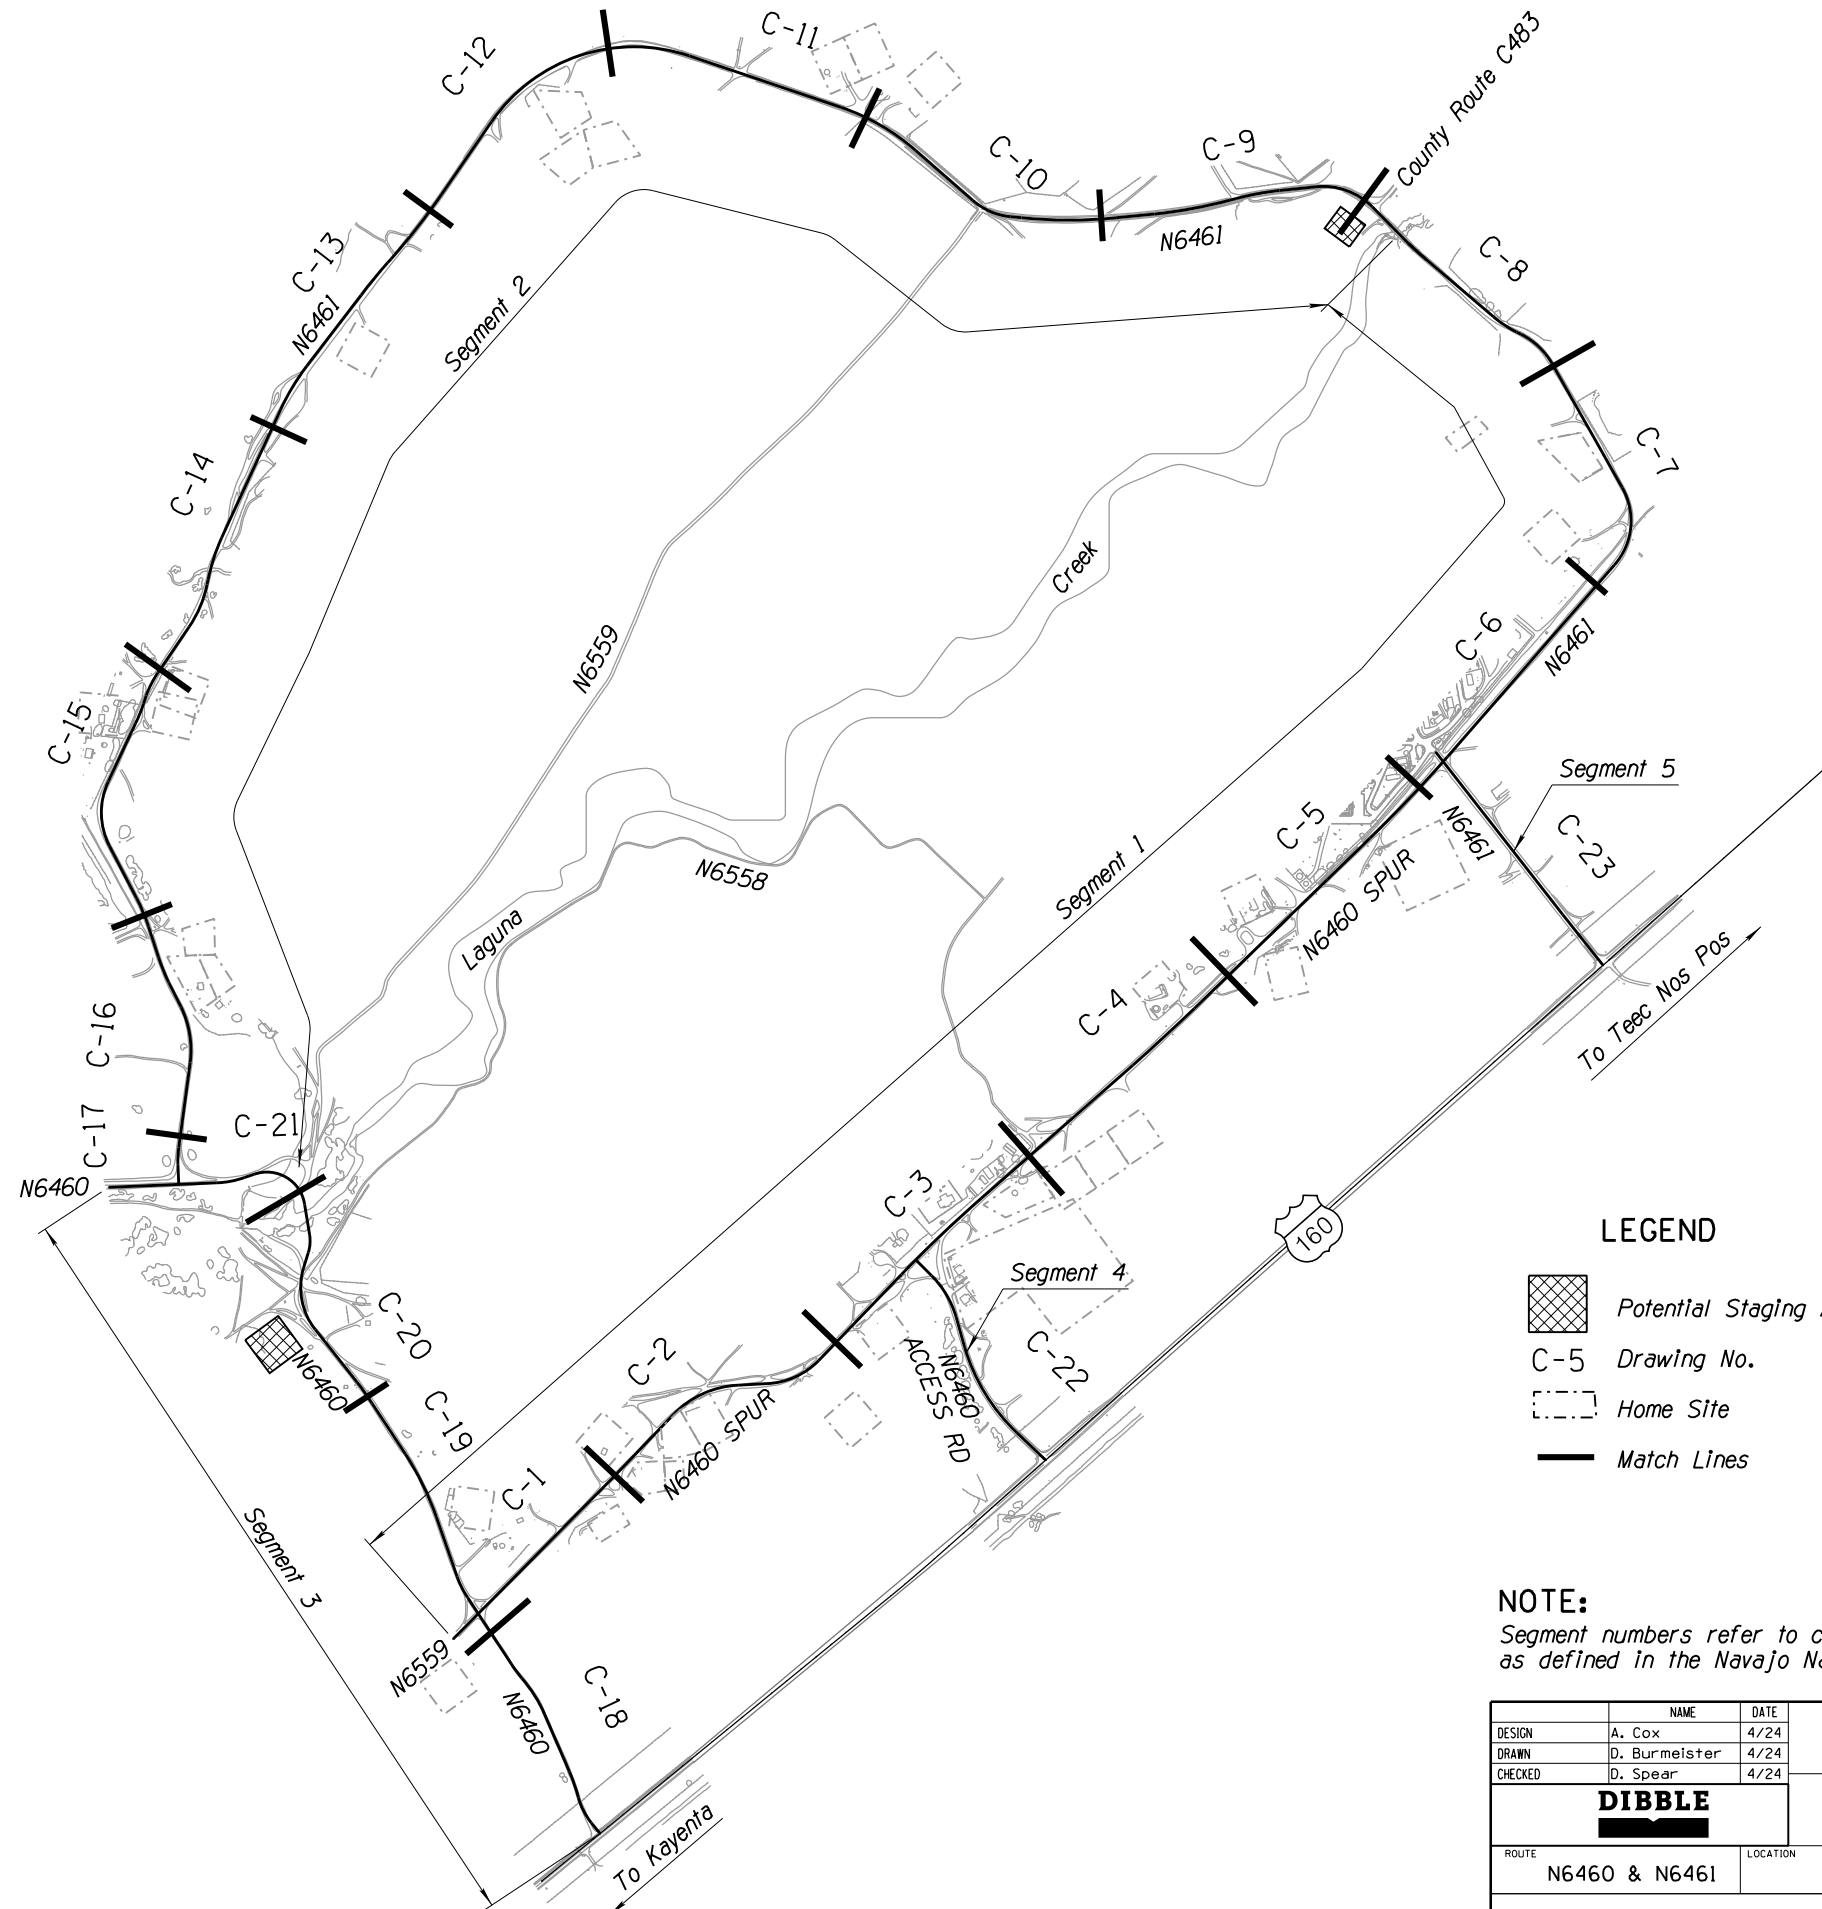 C-12
C-11
County Route C483
C-10
C-9
N6461
C-8
C-13
N6461
Segment 2
C-7
C-14
Creek
N6559
C-6
N6461
C-15
Segment 5
N6461
C-23
C-5
Segment 1
N6558
N6460 SPUR
Laguna
To Teec Nos Pos
C-4
C-16
C-17
C-21
N6460
C-3
160
Segment 4
C-20
N6460
C-2
C-22
N6460
ACCESS RD
C-19
N6460 SPUR
C-1
Segment 3
N6559
C-18
N6460
To Kayenta
LEGEND
Potential Staging
C-5 Drawing No.
Home Site
Match Lines
NOTE:
Segment numbers refer to
as defined in the Navajo
NAME DATE
DESIGN A. Cox 4/24
DRAWN D. Burmeister 4/24
CHECKED D. Spear 4/24
DIBBLE
ROUTE LOCATION
N6460 & N6461